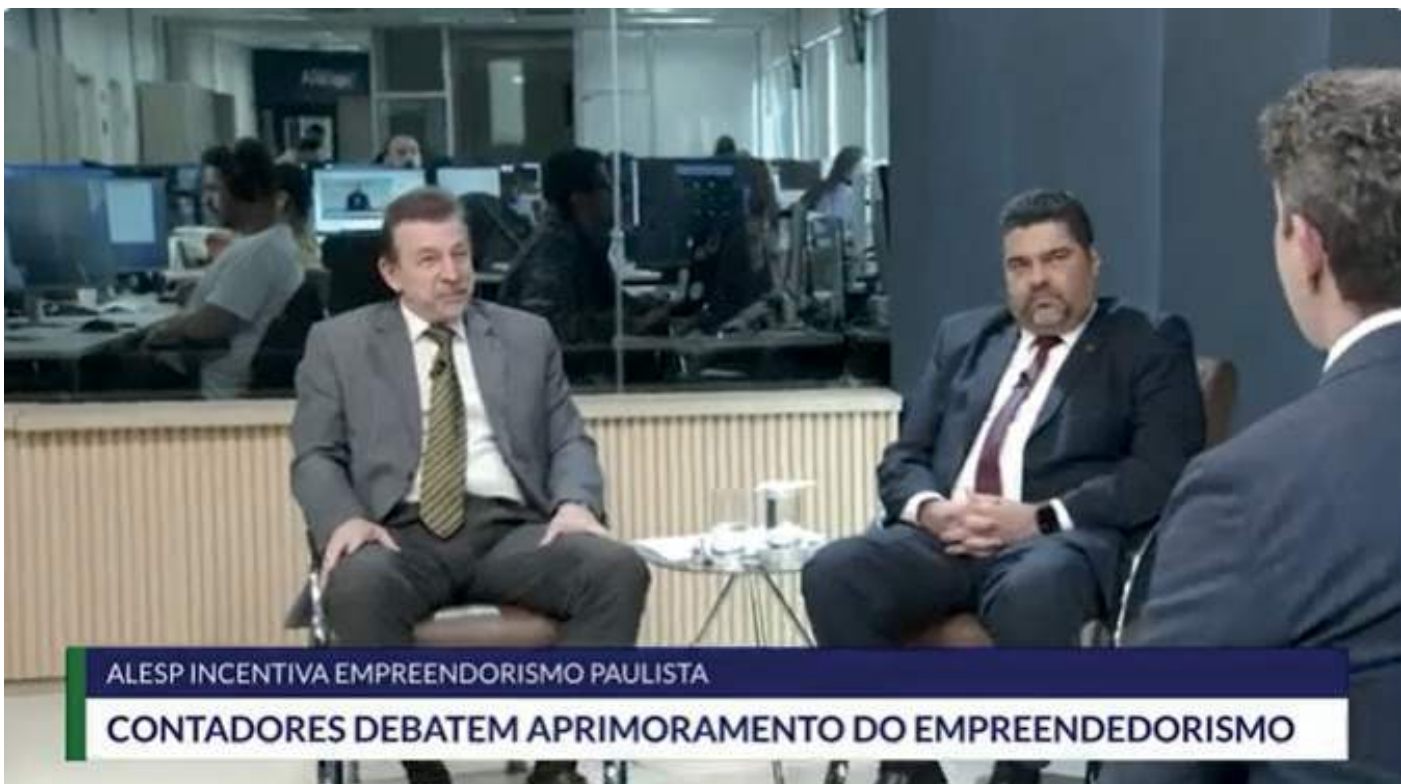 ALESP INCENTIVA EMPREENDORISMO PAULISTA
CONTADORES DEBATEM APRIMORAMENTO DO EMPREENDEDORISMO